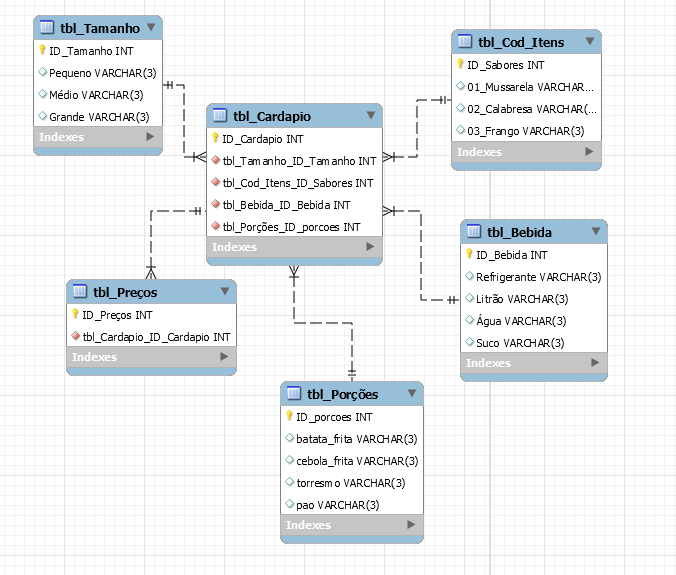 tbl_Tamanho
ID_Tamanho INT
Pequeno VARCHAR(3)
Médio VARCHAR(3)
Grande VARCHAR(3)
Indexes
tbl_Cod_Itens
ID_Sabores INT
01_Mussarela VARCHAR...
02_Calabresa VARCHAR(...
03_Frango VARCHAR(3)
Indexes
tbl_Cardapio
ID_Cardapio INT
tbl_Tamanho_ID_Tamanho INT
tbl_Cod_Itens_ID_Sabores INT
tbl_Bebida_ID_Bebida INT
tbl_Porções_ID_porcoes INT
Indexes
tbl_Bebida
ID_Bebida INT
Refrigerante VARCHAR(3)
Litrão VARCHAR(3)
Água VARCHAR(3)
Suco VARCHAR(3)
Indexes
tbl_Preços
ID_Preços INT
tbl_Cardapio_ID_Cardapio INT
Indexes
tbl_Porções
ID_porcoes INT
batata_frita VARCHAR(3)
cebola_frita VARCHAR(3)
torresmo VARCHAR(3)
pao VARCHAR(3)
Indexes